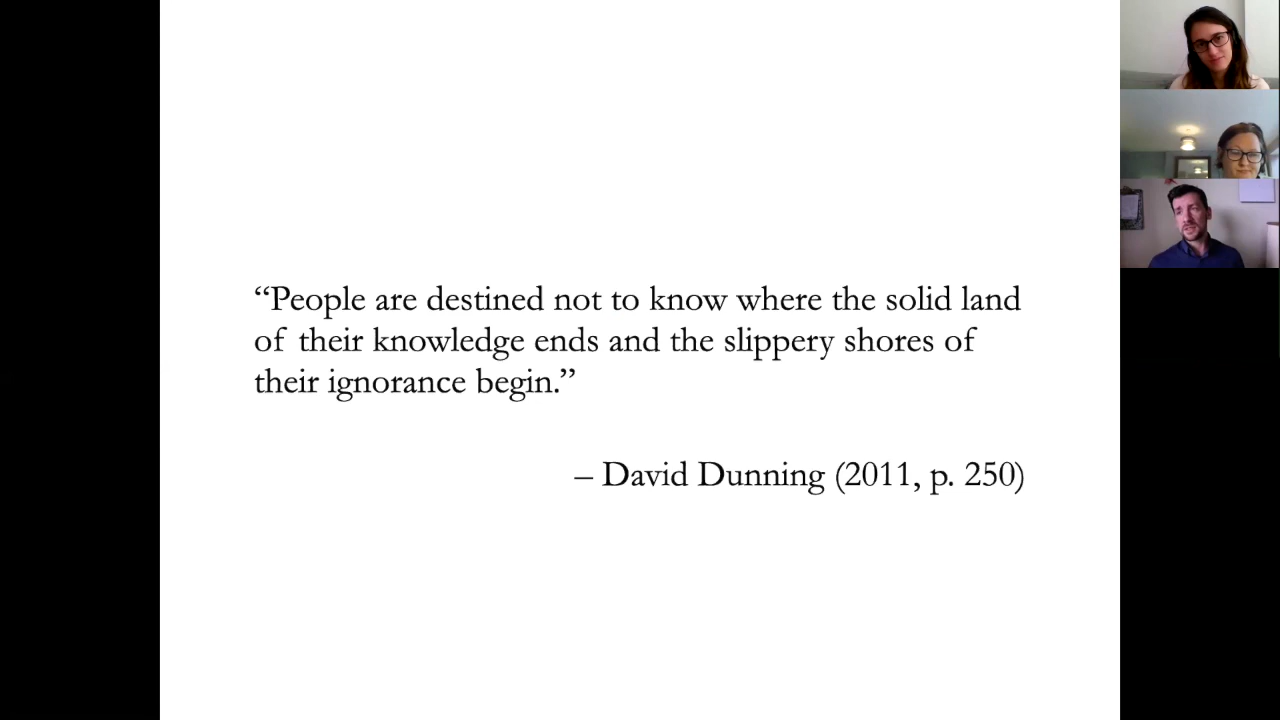 “People are destined not to know where the solid land
of their knowledge ends and the slippery shores of
their ignorance begin.”
– David Dunning (2011, p. 250)